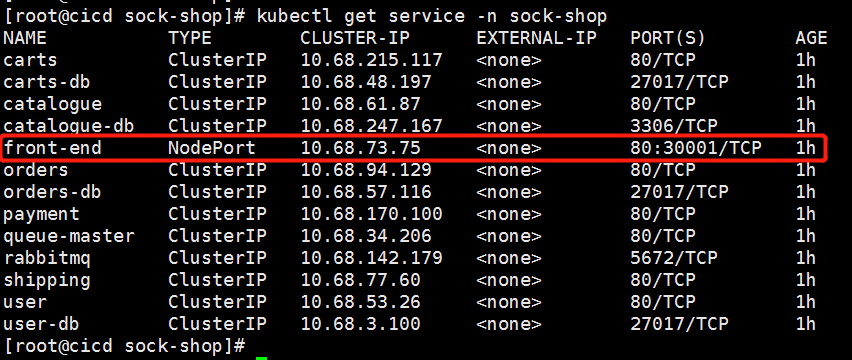 [root@cicd sock-shop]# kubectl get service -n sock-shop
NAME TYPE CLUSTER-IP EXTERNAL-IP PORT(S) AGE
carts ClusterIP 10.68.215.117 <none> 80/TCP 1h
carts-db ClusterIP 10.68.48.197 <none> 27017/TCP 1h
catalogue ClusterIP 10.68.61.87 <none> 80/TCP 1h
catalogue-db ClusterIP 10.68.247.167 <none> 3306/TCP 1h
front-end NodePort 10.68.73.75 <none> 80:30001/TCP 1h
orders ClusterIP 10.68.94.129 <none> 80/TCP 1h
orders-db ClusterIP 10.68.57.116 <none> 27017/TCP 1h
payment ClusterIP 10.68.170.100 <none> 80/TCP 1h
queue-master ClusterIP 10.68.34.206 <none> 80/TCP 1h
rabbitmq ClusterIP 10.68.142.179 <none> 5672/TCP 1h
shipping ClusterIP 10.68.77.60 <none> 80/TCP 1h
user ClusterIP 10.68.53.26 <none> 80/TCP 1h
user-db ClusterIP 10.68.3.100 <none> 27017/TCP 1h
[root@cicd sock-shop]#